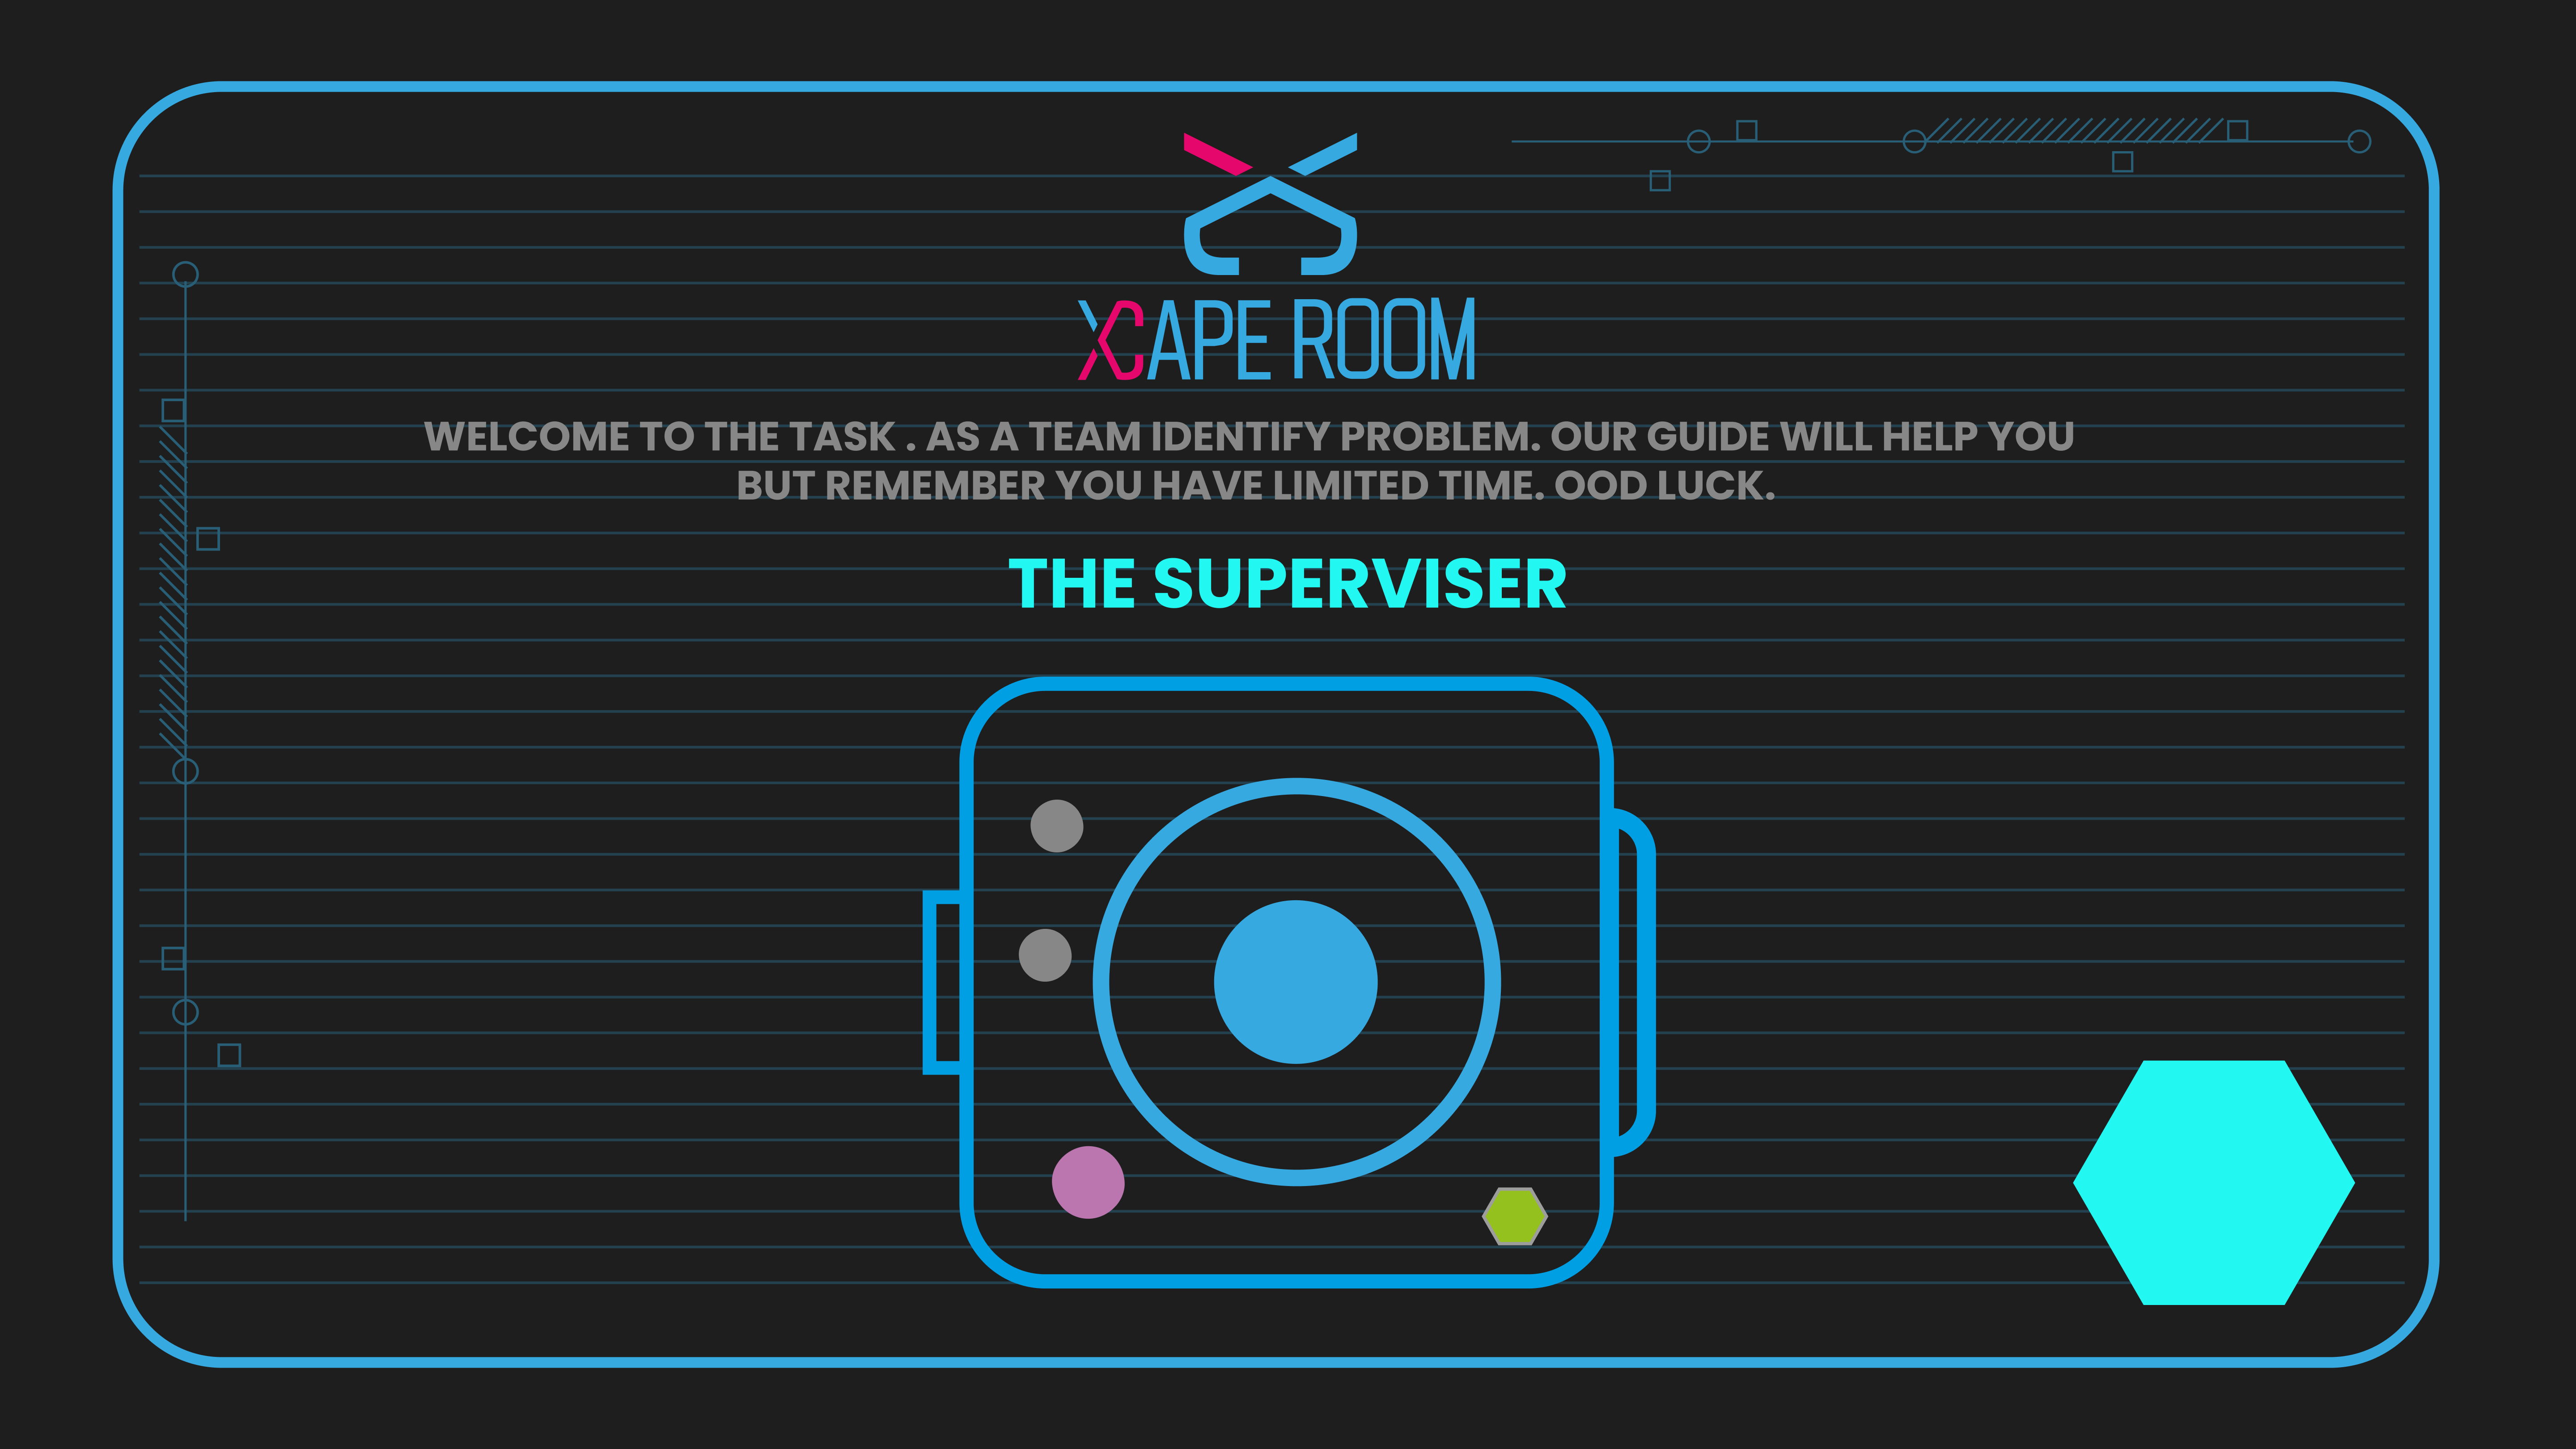 XCAPE ROOM
WELCOME TO THE TASK . AS A TEAM IDENTIFY PROBLEM. OUR GUIDE WILL HELP YOU
BUT REMEMBER YOU HAVE LIMITED TIME. OOD LUCK.
THE SUPERVISER